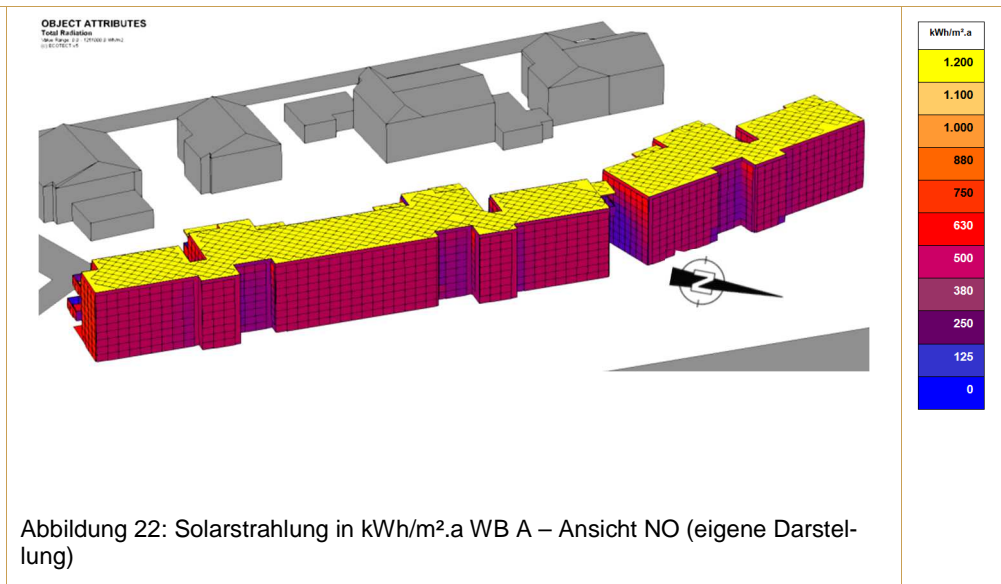 OBJECT ATTRIBUTES
Total Radiation
kWh/m².a
1.200
1.100
1.000
880
750
630
500
380
250
125
0
N
Abbildung 22: Solarstrahlung in kWh/m².a WB A – Ansicht NO (eigene Darstel-
lung)